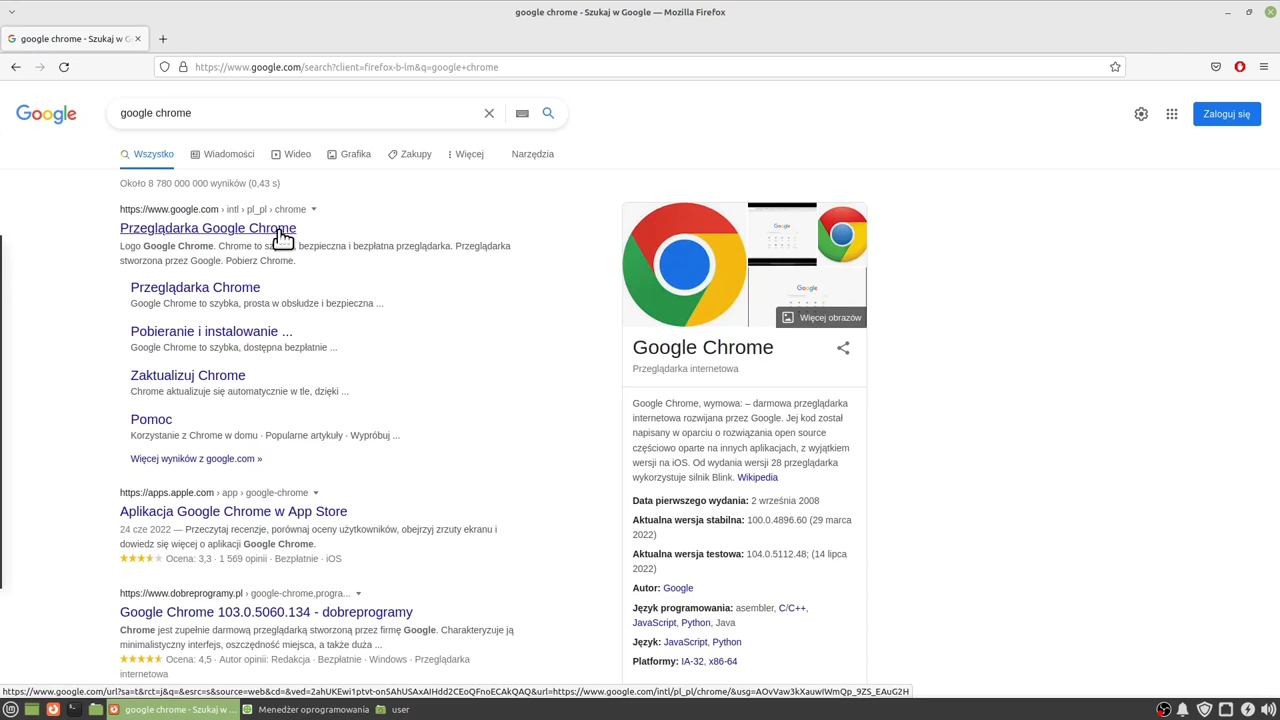 google chrome - Szukaj w Google — Mozilla Firefox
google chrome - Szukaj w G
https://www.google.com/search?client=firefox-b-lm&q=google+chrome
Google
google chrome
Zaloguj się
Wszystko
Wiadomości
Wideo
Grafika
Zakupy
Więcej
Narzędzia
Około 8 780 000 000 wyników (0,43 s)
https://www.google.com › intl › pl_pl › chrome
Przeglądarka Google Chrome
Logo Google Chrome. Chrome to szybka, bezpieczna i bezpłatna przeglądarka. Przeglądarka
stworzona przez Google. Pobierz Chrome.
Przeglądarka Chrome
Google Chrome to szybka, prosta w obsłudze i bezpieczna ...
Pobieranie i instalowanie ...
Google Chrome to szybka, dostępna bezpłatnie ...
Zaktualizuj Chrome
Chrome aktualizuje się automatycznie w tle, dzięki ...
Pomoc
Korzystanie z Chrome w domu · Popularne artykuły · Wypróbuj ...
Więcej wyników z google.com »
https://apps.apple.com › app › google-chrome
Aplikacja Google Chrome w App Store
24 cze 2022 — Przeczytaj recenzje, porównaj oceny użytkowników, obejrzyj zrzuty ekranu i
dowiedz się więcej o aplikacji Google Chrome.
Ocena: 3,3 · 1 569 opinii · Bezpłatnie · iOS
https://www.dobreprogramy.pl › google-chrome,progra...
Google Chrome 103.0.5060.134 - dobreprogramy
Chrome jest zupełnie darmową przeglądarką stworzoną przez firmę Google. Charakteryzuję ją
minimalistyczny interfejs, oszczędność miejsca, a także duża ...
Ocena: 4,5 · Autor opinii: Redakcja · Bezpłatnie · Windows · Przeglądarka
internetowa
Google
Google
Więcej obrazów
Google Chrome
Przeglądarka internetowa
Google Chrome, wymowa: – darmowa przeglądarka
internetowa rozwijana przez Google. Jej kod został
napisany w oparciu o rozwiązania open source
częściowo oparte na innych aplikacjach, z wyjątkiem
wersji na iOS. Od wydania wersji 28 przeglądarka
wykorzystuje silnik Blink. Wikipedia
Data pierwszego wydania: 2 września 2008
Aktualna wersja stabilna: 100.0.4896.60 (29 marca
2022)
Aktualna wersja testowa: 104.0.5112.48; (14 lipca
2022)
Autor: Google
Język programowania: asembler, C/C++,
JavaScript, Python, Java
Język: JavaScript, Python
Platformy: IA-32, x86-64
https://www.google.com/url?sa=t&rct=j&q=&esrc=s&source=web&cd=&ved=2ahUKEwi1ptvt-on5AhUSAxAIHdd2CEoQFnoECAkQAQ&url=https://www.google.com/intl/pl_pl/chrome/&usg=AOvVaw3kXauwIWmQp_9ZS_EAuG2H
google chrome - Szukaj w ...
Menedżer oprogramowania
user